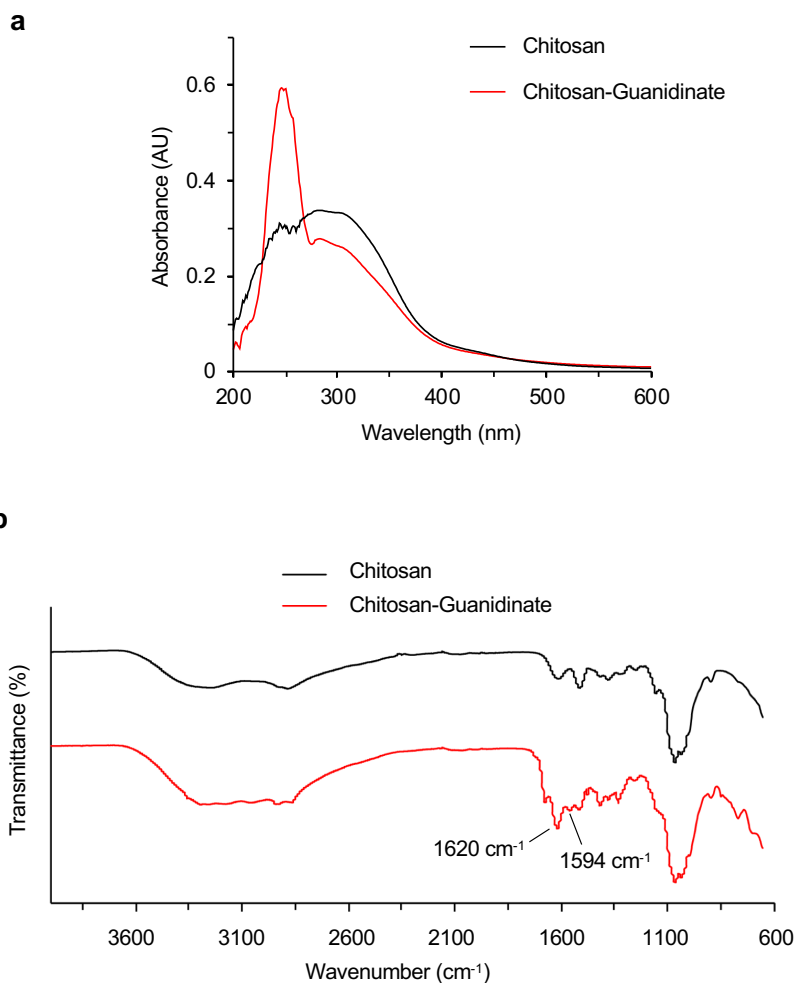 a
Chitosan
Chitosan-Guanidinate
Absorbance (AU)
0.6
0.4
0.2
0
200 300 400 500 600
Wavelength (nm)
b
Chitosan
Chitosan-Guanidinate
Transmittance (%)
1620 cm⁻¹
1594 cm⁻¹
3600 3100 2600 2100 1600 1100 600
Wavenumber (cm⁻¹)